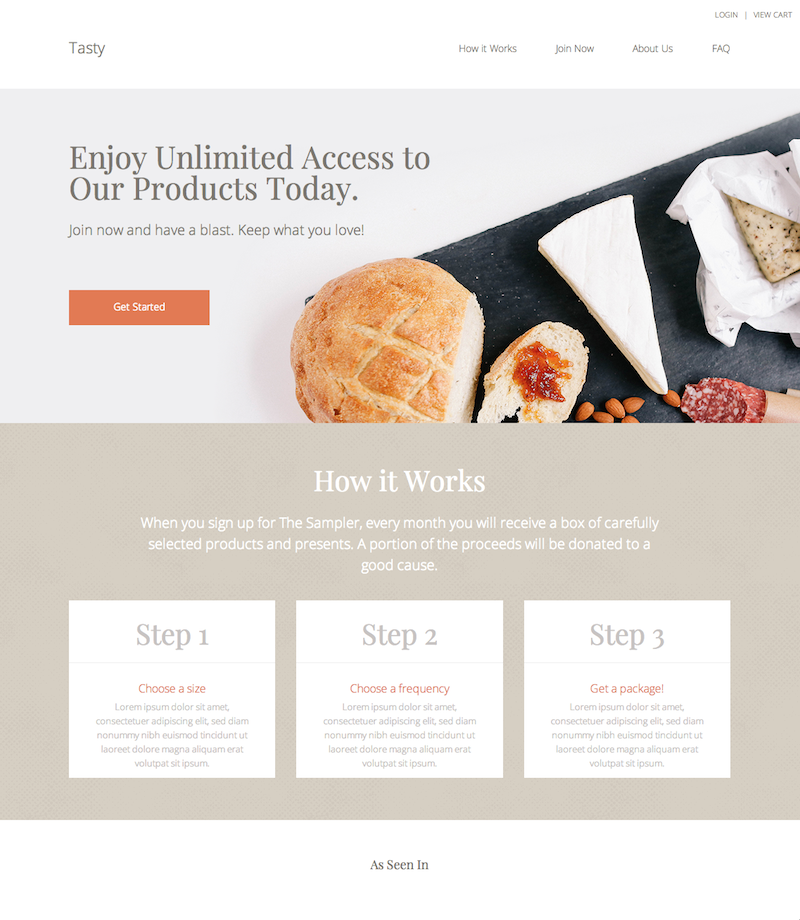 LOGIN | VIEW CART
Tasty
How it Works
Join Now
About Us
FAQ
Enjoy Unlimited Access to
Our Products Today.
Join now and have a blast. Keep what you love!
Get Started
How it Works
When you sign up for The Sampler, every month you will receive a box of carefully
selected products and presents. A portion of the proceeds will be donated to a
good cause.
Step 1
Choose a size
Lorem ipsum dolor sit amet,
consectetuer adipiscing elit, sed diam
nonummy nibh euismod tincidunt ut
laoreet dolore magna aliquam erat
volutpat sit ipsum.
Step 2
Choose a frequency
Lorem ipsum dolor sit amet,
consectetuer adipiscing elit, sed diam
nonummy nibh euismod tincidunt ut
laoreet dolore magna aliquam erat
volutpat sit ipsum.
Step 3
Get a package!
Lorem ipsum dolor sit amet,
consectetuer adipiscing elit, sed diam
nonummy nibh euismod tincidunt ut
laoreet dolore magna aliquam erat
volutpat sit ipsum.
As Seen In